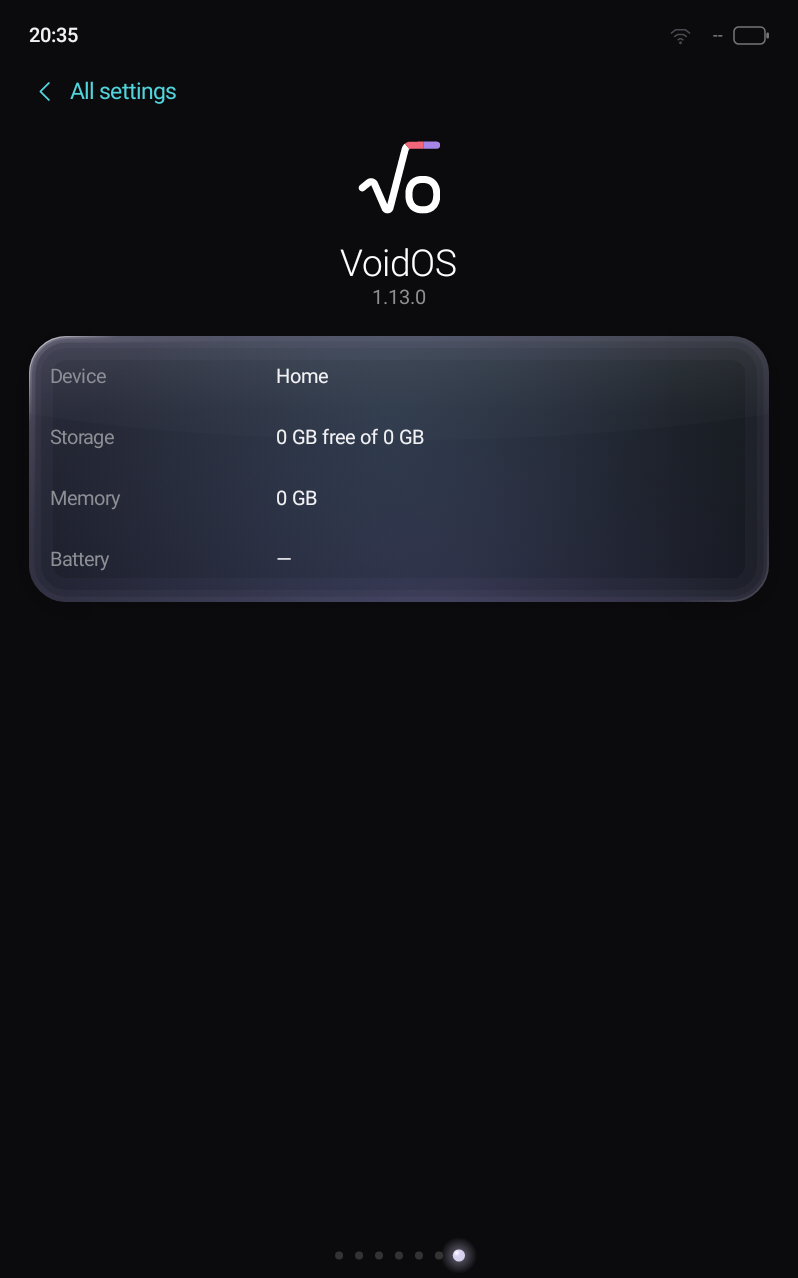 20:35
--
All settings
VoidOS
1.13.0
Device Home
Storage 0 GB free of 0 GB
Memory 0 GB
Battery —